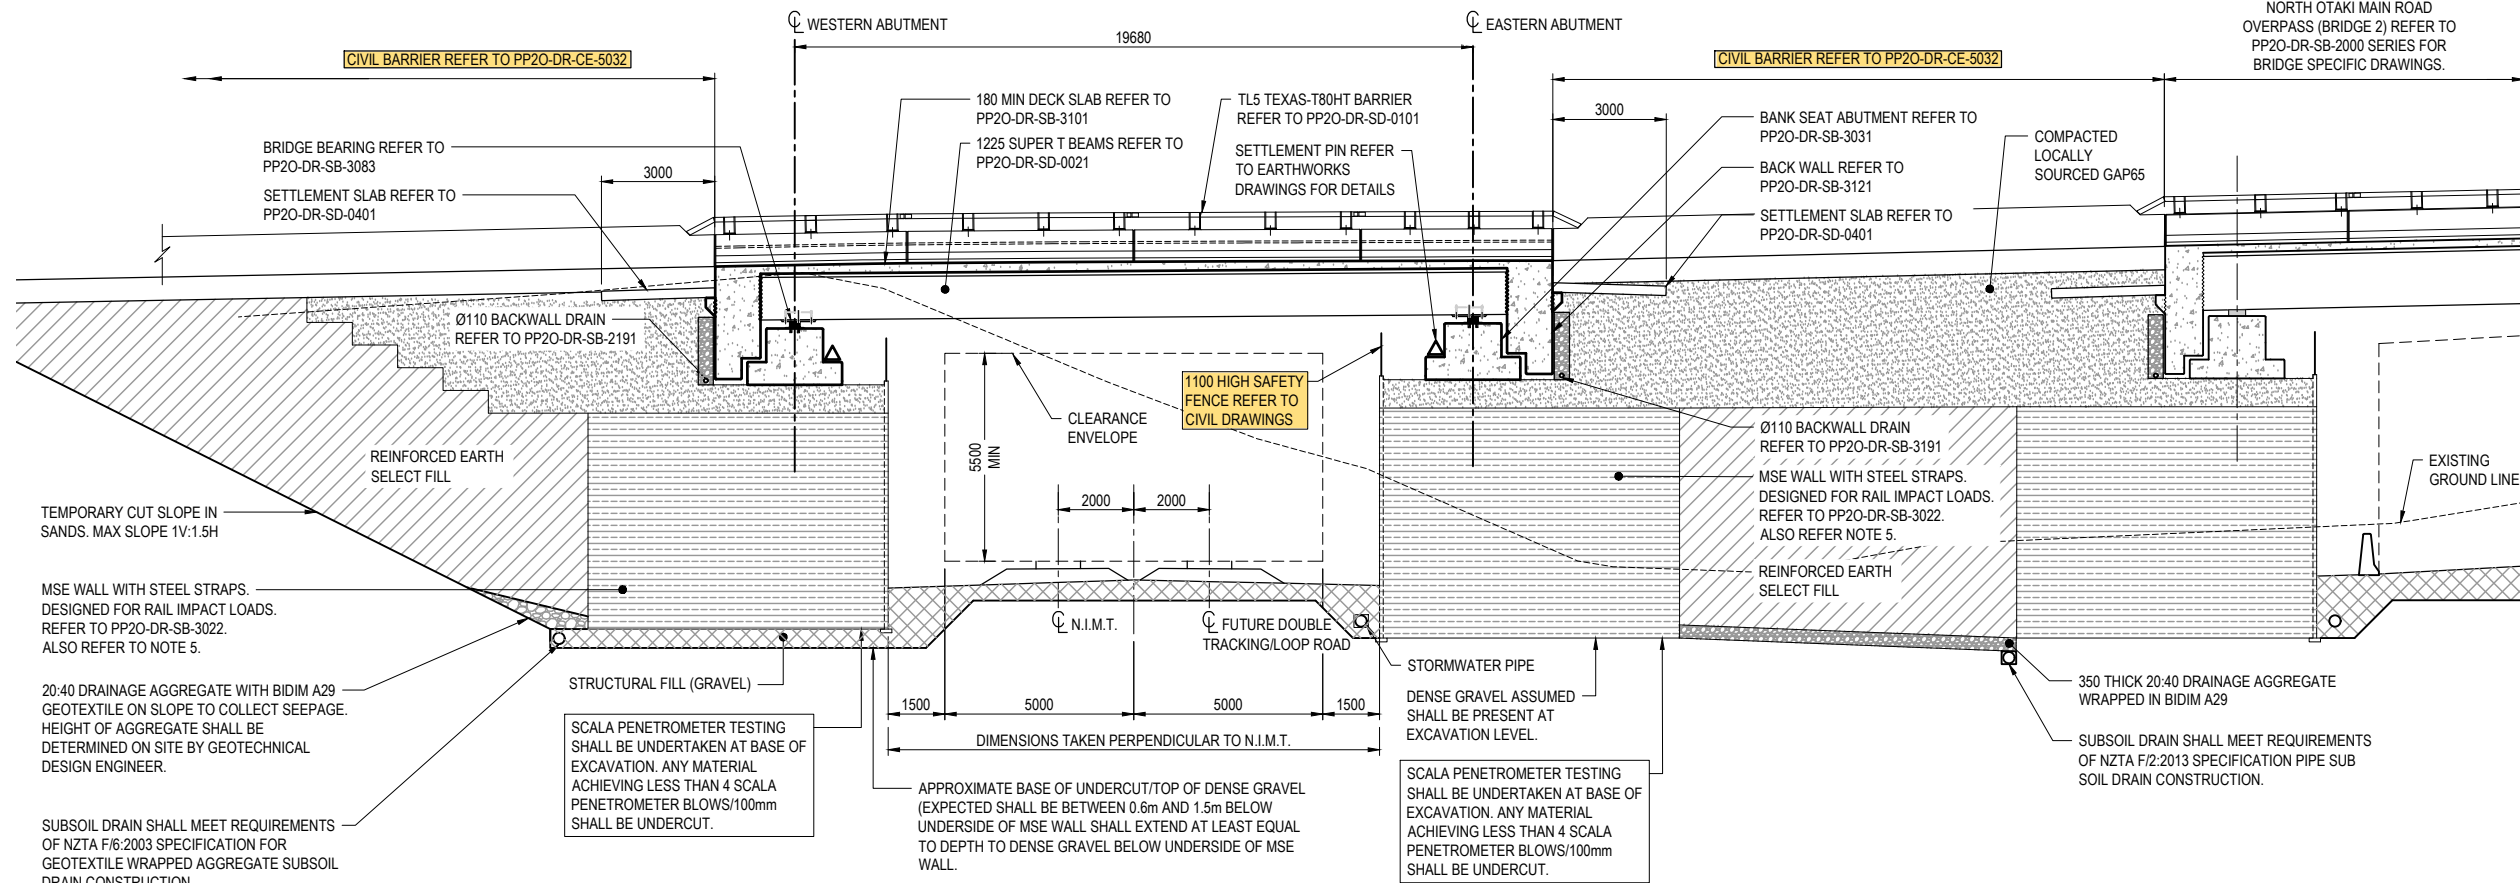 ℄ WESTERN ABUTMENT
19680
℄ EASTERN ABUTMENT
NORTH OTAKI MAIN ROAD
OVERPASS (BRIDGE 2) REFER TO
PP2O-DR-SB-2000 SERIES FOR
BRIDGE SPECIFIC DRAWINGS.
CIVIL BARRIER REFER TO PP2O-DR-CE-5032
CIVIL BARRIER REFER TO PP2O-DR-CE-5032
BRIDGE BEARING REFER TO
PP2O-DR-SB-3083
SETTLEMENT SLAB REFER TO
PP2O-DR-SD-0401
3000
180 MIN DECK SLAB REFER TO
PP2O-DR-SB-3101
1225 SUPER T BEAMS REFER TO
PP2O-DR-SD-0021
TL5 TEXAS-T80HT BARRIER
REFER TO PP2O-DR-SD-0101
SETTLEMENT PIN REFER
TO EARTHWORKS
DRAWINGS FOR DETAILS
3000
BANK SEAT ABUTMENT REFER TO
PP2O-DR-SB-3031
BACK WALL REFER TO
PP2O-DR-SB-3121
SETTLEMENT SLAB REFER TO
PP2O-DR-SD-0401
COMPACTED
LOCALLY
SOURCED GAP65
Ø110 BACKWALL DRAIN
REFER TO PP2O-DR-SB-2191
CLEARANCE
ENVELOPE
5500
MIN
1100 HIGH SAFETY
FENCE REFER TO
CIVIL DRAWINGS
Ø110 BACKWALL DRAIN
REFER TO PP2O-DR-SB-3191
MSE WALL WITH STEEL STRAPS.
DESIGNED FOR RAIL IMPACT LOADS.
REFER TO PP2O-DR-SB-3022.
ALSO REFER NOTE 5.
REINFORCED EARTH
SELECT FILL
EXISTING
GROUND LINE
REINFORCED EARTH
SELECT FILL
TEMPORARY CUT SLOPE IN
SANDS. MAX SLOPE 1V:1.5H
MSE WALL WITH STEEL STRAPS.
DESIGNED FOR RAIL IMPACT LOADS.
REFER TO PP2O-DR-SB-3022.
ALSO REFER TO NOTE 5.
20:40 DRAINAGE AGGREGATE WITH BIDIM A29
GEOTEXTILE ON SLOPE TO COLLECT SEEPAGE.
HEIGHT OF AGGREGATE SHALL BE
DETERMINED ON SITE BY GEOTECHNICAL
DESIGN ENGINEER.
SUBSOIL DRAIN SHALL MEET REQUIREMENTS
OF NZTA F/6:2003 SPECIFICATION FOR
GEOTEXTILE WRAPPED AGGREGATE SUBSOIL
DRAIN CONSTRUCTION
2000
2000
℄ N.I.M.T.
℄ FUTURE DOUBLE
TRACKING/LOOP ROAD
STRUCTURAL FILL (GRAVEL)
SCALA PENETROMETER TESTING
SHALL BE UNDERTAKEN AT BASE OF
EXCAVATION. ANY MATERIAL
ACHIEVING LESS THAN 4 SCALA
PENETROMETER BLOWS/100mm
SHALL BE UNDERCUT.
1500
5000
5000
1500
DIMENSIONS TAKEN PERPENDICULAR TO N.I.M.T.
APPROXIMATE BASE OF UNDERCUT/TOP OF DENSE GRAVEL
(EXPECTED SHALL BE BETWEEN 0.6m AND 1.5m BELOW
UNDERSIDE OF MSE WALL SHALL EXTEND AT LEAST EQUAL
TO DEPTH TO DENSE GRAVEL BELOW UNDERSIDE OF MSE
WALL.
STORMWATER PIPE
DENSE GRAVEL ASSUMED
SHALL BE PRESENT AT
EXCAVATION LEVEL.
SCALA PENETROMETER TESTING
SHALL BE UNDERTAKEN AT BASE OF
EXCAVATION. ANY MATERIAL
ACHIEVING LESS THAN 4 SCALA
PENETROMETER BLOWS/100mm
SHALL BE UNDERCUT.
350 THICK 20:40 DRAINAGE AGGREGATE
WRAPPED IN BIDIM A29
SUBSOIL DRAIN SHALL MEET REQUIREMENTS
OF NZTA F/2:2013 SPECIFICATION PIPE SUB
SOIL DRAIN CONSTRUCTION.